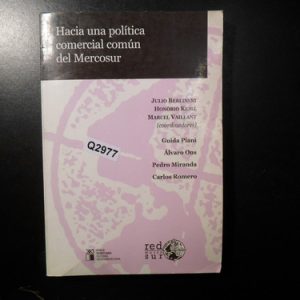 Hacia una política
comercial común
del Mercosur
JULIO BERLINSKI
HONORIO KUME
MARCEL VAILLANT
(coordinadores)
Guida Piani
Álvaro Ons
Pedro Miranda
Carlos Romero
Q2977
red
sur